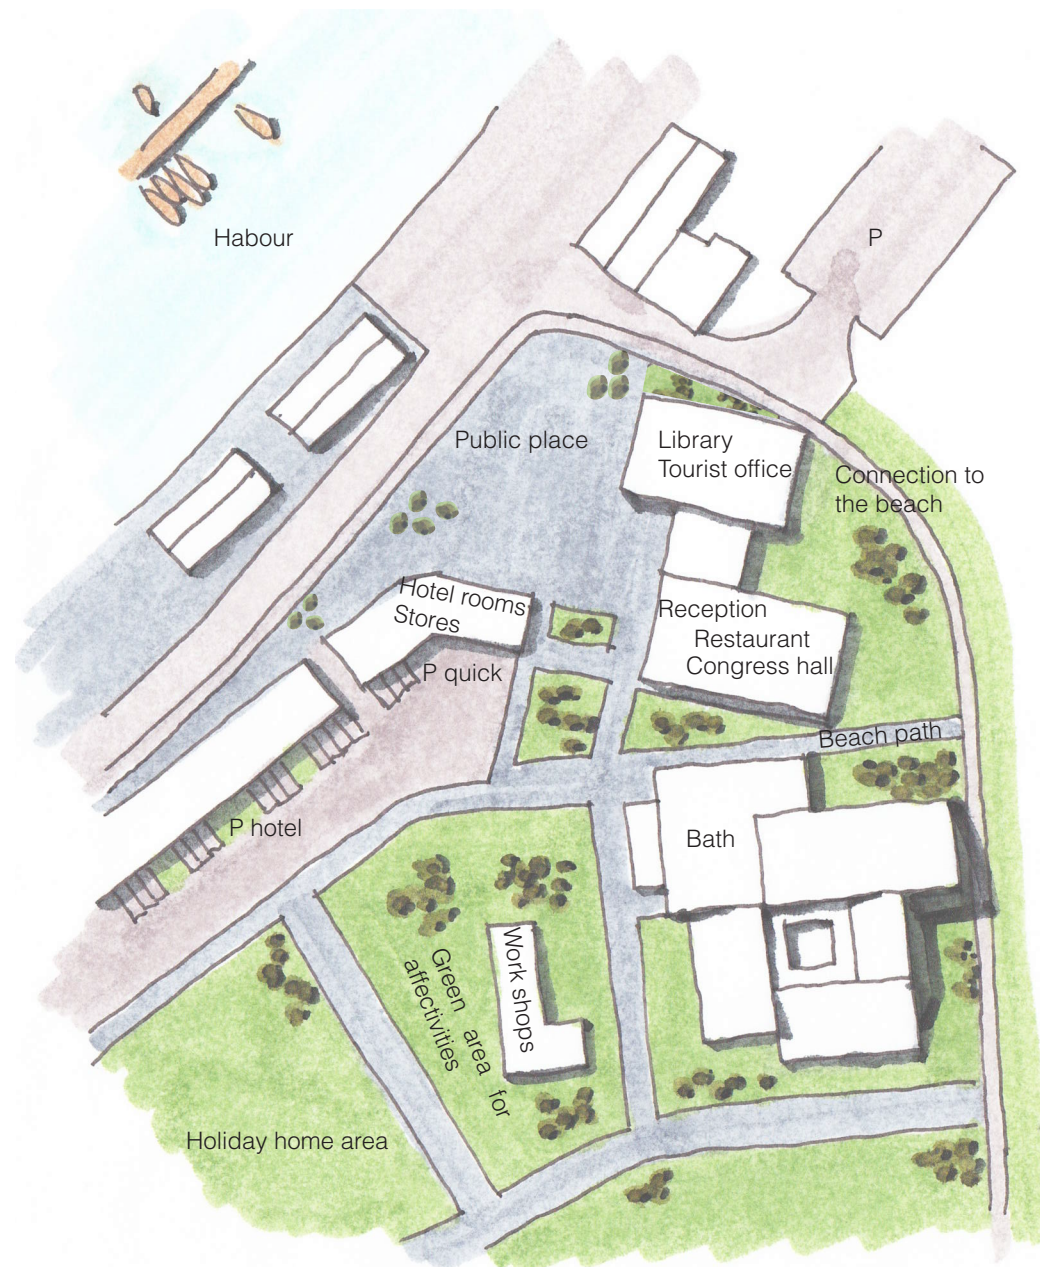 Habour
P
Public place
Library
Tourist office
Connection to
the beach
Hotel rooms
Stores
Reception
Restaurant
Congress hall
P quick
Beach path
P hotel
Bath
Work shops
Green area for
affectivities
Holiday home area